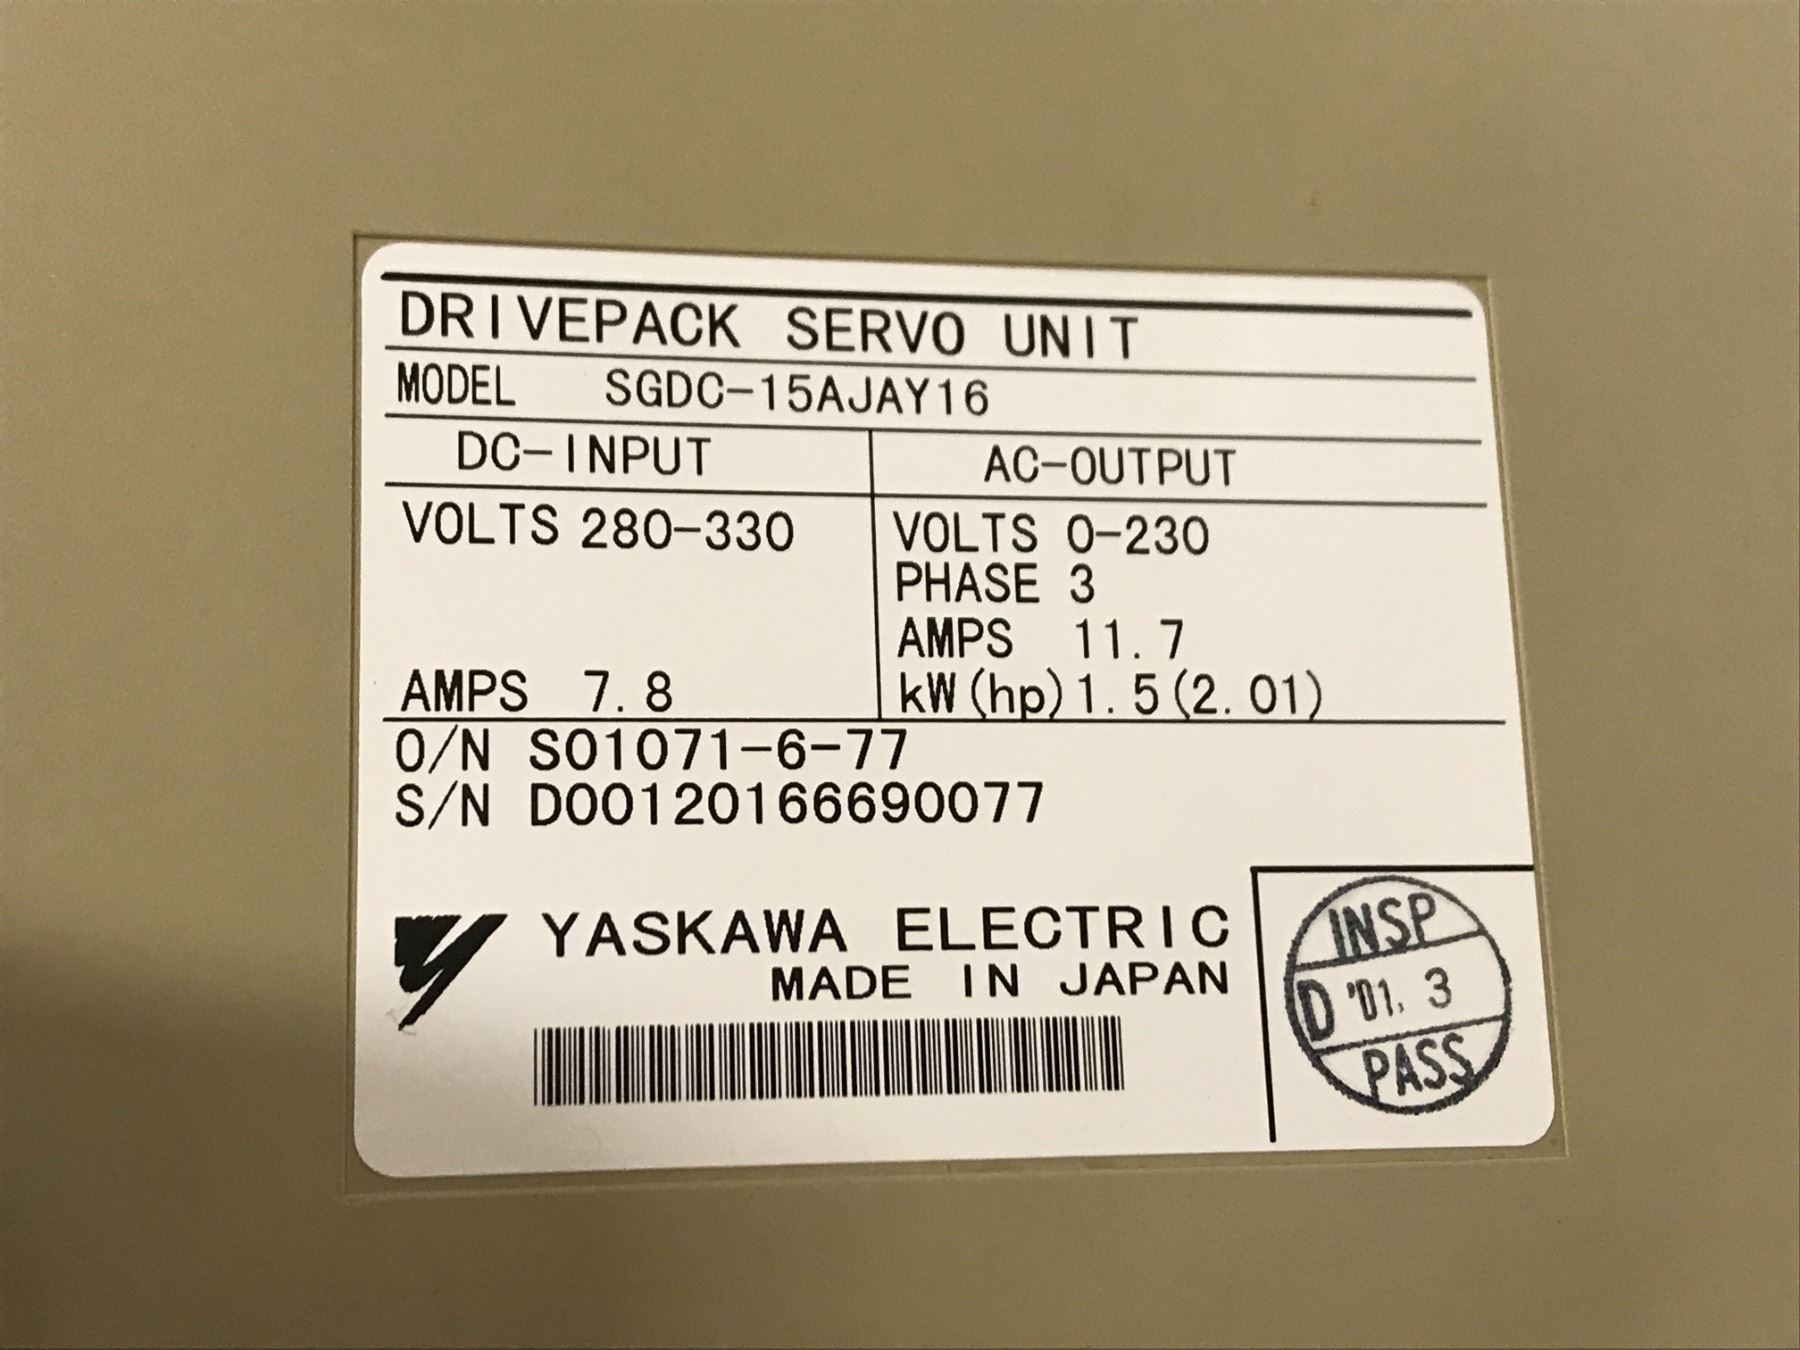 DRIVEPACK SERVO UNIT
MODEL SGDC-15AJAY16
DC-INPUT AC-OUTPUT
VOLTS 280-330
AMPS 7.8
VOLTS 0-230
PHASE 3
AMPS 11.7
kW(hp)1.5(2.01)
O/N S01071-6-77
S/N D00120166690077
YASKAWA ELECTRIC
MADE IN JAPAN
INSP
D '01. 3
PASS